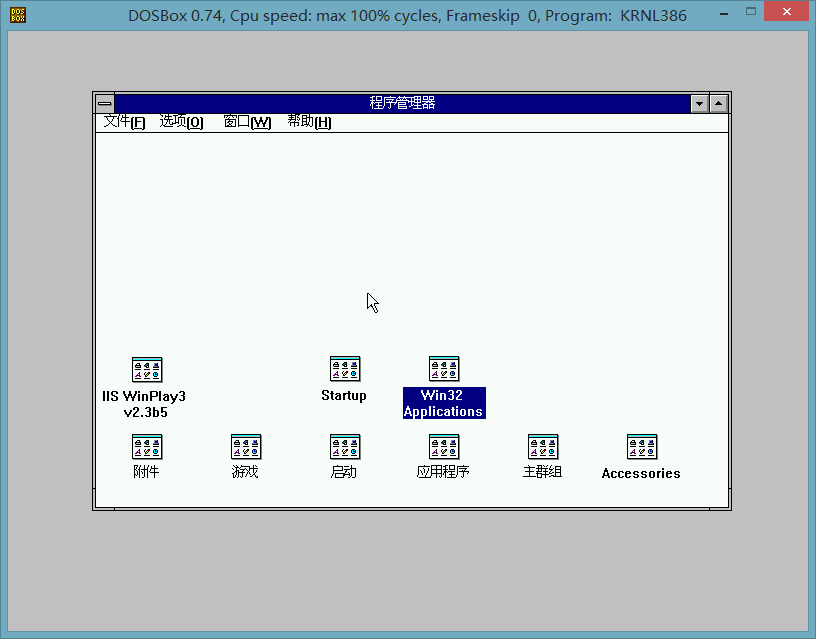 DOS
BOX
DOSBox 0.74, Cpu speed: max 100% cycles, Frameskip  0, Program:  KRNL386
程序管理器
文件(F) 选项(O) 窗口(W) 帮助(H)
IIS WinPlay3
v2.3b5
Startup
Win32
Applications
附件
游戏
启动
应用程序
主群组
Accessories